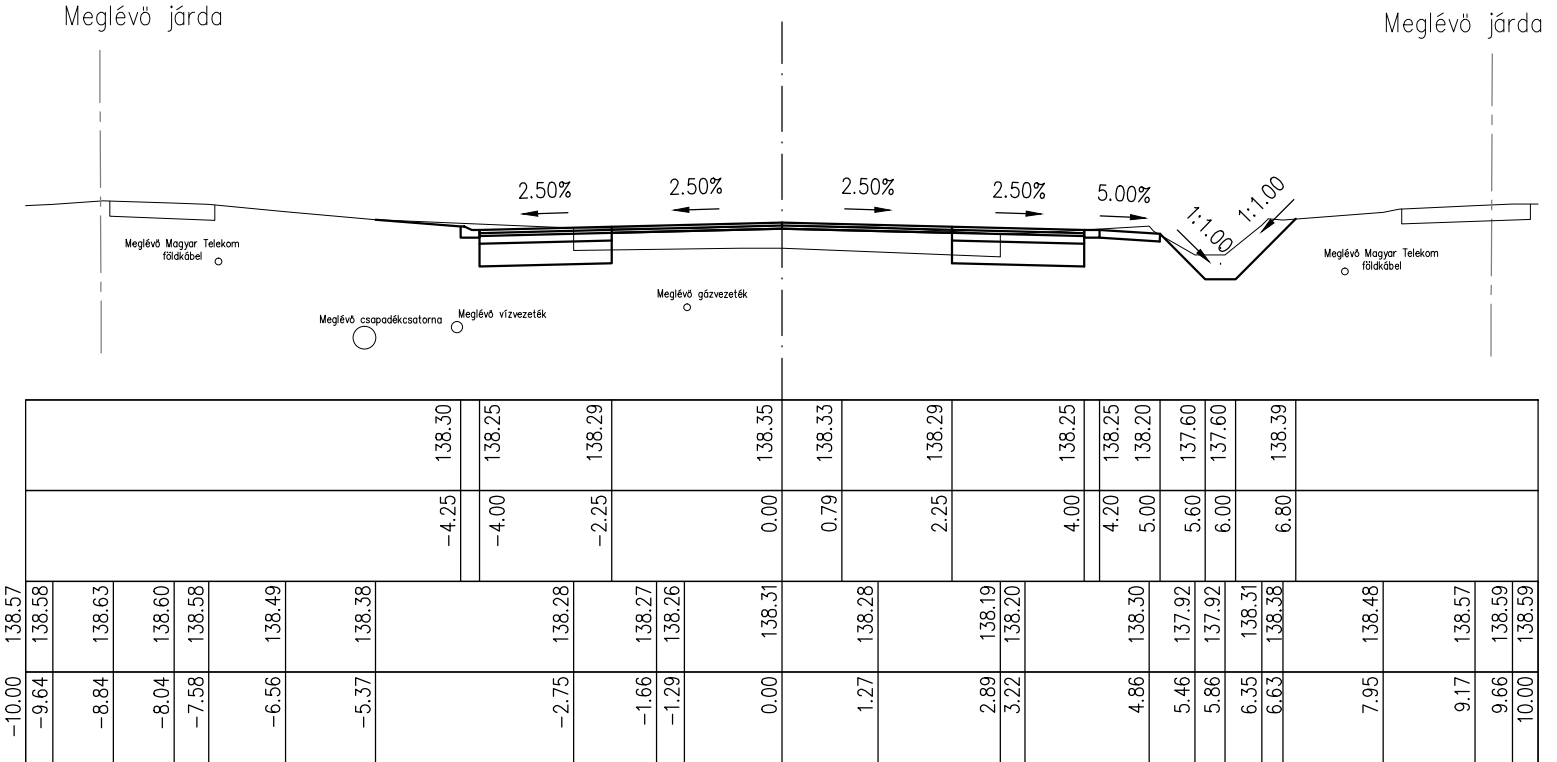 Meglévö járda
Meglévö járda
2.50%
2.50%
2.50%
2.50%
5.00%
1:1.00
1:1.00
Meglévö Magyar Telekom
földkábel
Meglévö Magyar Telekom
földkábel
Meglévö csapadékcsatorna
Meglévö vízvezeték
Meglévö gázvezeték
138.30 138.25 138.29 138.35 138.33 138.29 138.25 138.25 138.20 137.60 137.60 138.39
-4.25 -4.00 -2.25 0.00 0.79 2.25 4.00 4.20 5.00 5.60 6.00 6.80
138.57 138.58 138.63 138.60 138.58 138.49 138.38 138.28 138.27 138.26 138.31 138.28 138.19 138.20 138.30 137.92 137.92 138.31 138.38 138.48 138.57 138.59 138.59
-10.00 -9.64 -8.84 -8.04 -7.58 -6.56 -5.37 -2.75 -1.66 -1.29 0.00 1.27 2.89 3.22 4.86 5.46 5.86 6.35 6.63 7.95 9.17 9.66 10.00